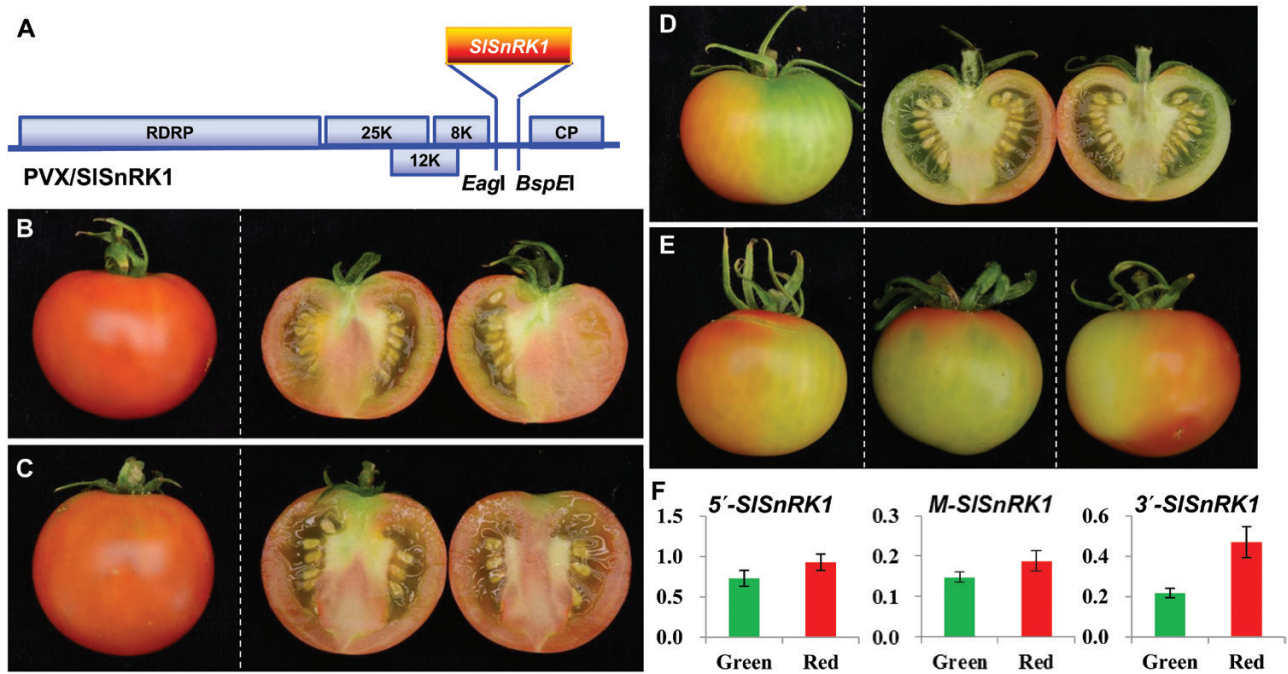 A
SlSnRK1
RDRP
25K
8K
CP
12K
PVX/SlSnRK1
EagI
BspEI
B
C
D
E
F
5′-SlSnRK1
1.5
1.0
0.5
0.0
Green
Red
M-SlSnRK1
0.3
0.2
0.1
0.0
Green
Red
3′-SlSnRK1
0.6
0.4
0.2
0.0
Green
Red